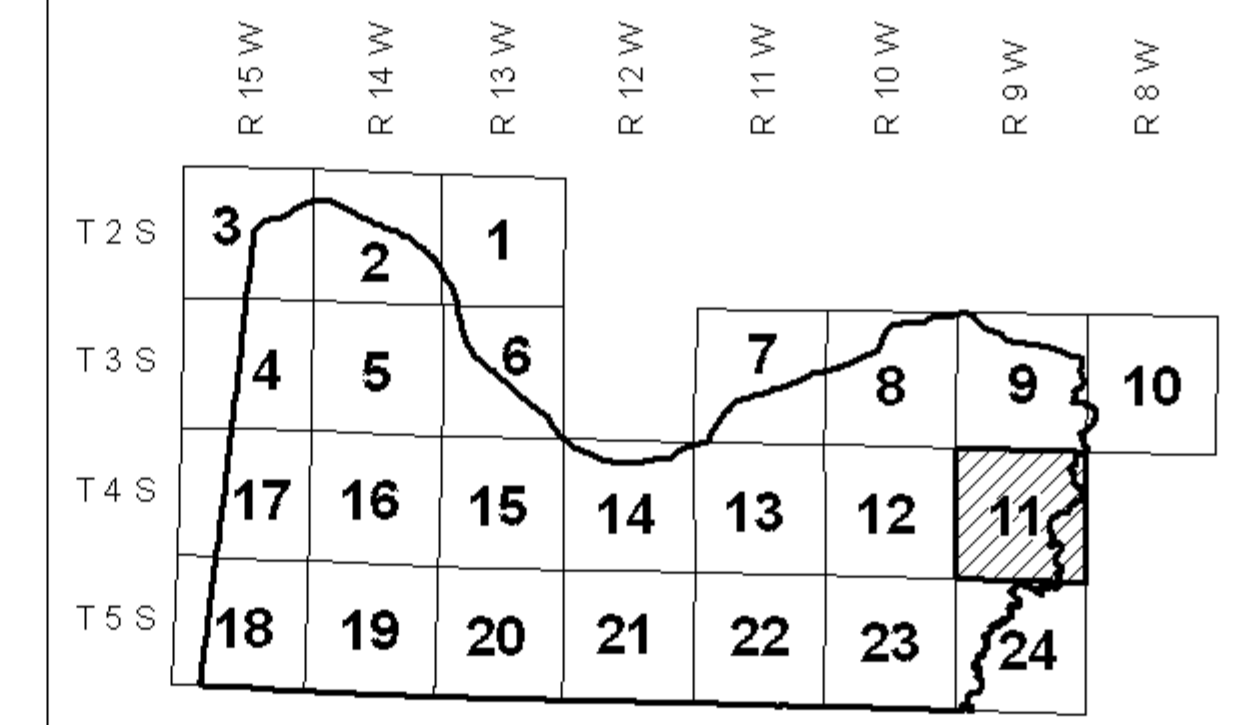 R 15 W R 14 W R 13 W R 12 W R 11 W R 10 W R 9 W R 8 W
T 2 S 3 2 1
T 3 S 4 5 6 7 8 9 10
T 4 S 17 16 15 14 13 12 11
T 5 S 18 19 20 21 22 23 24